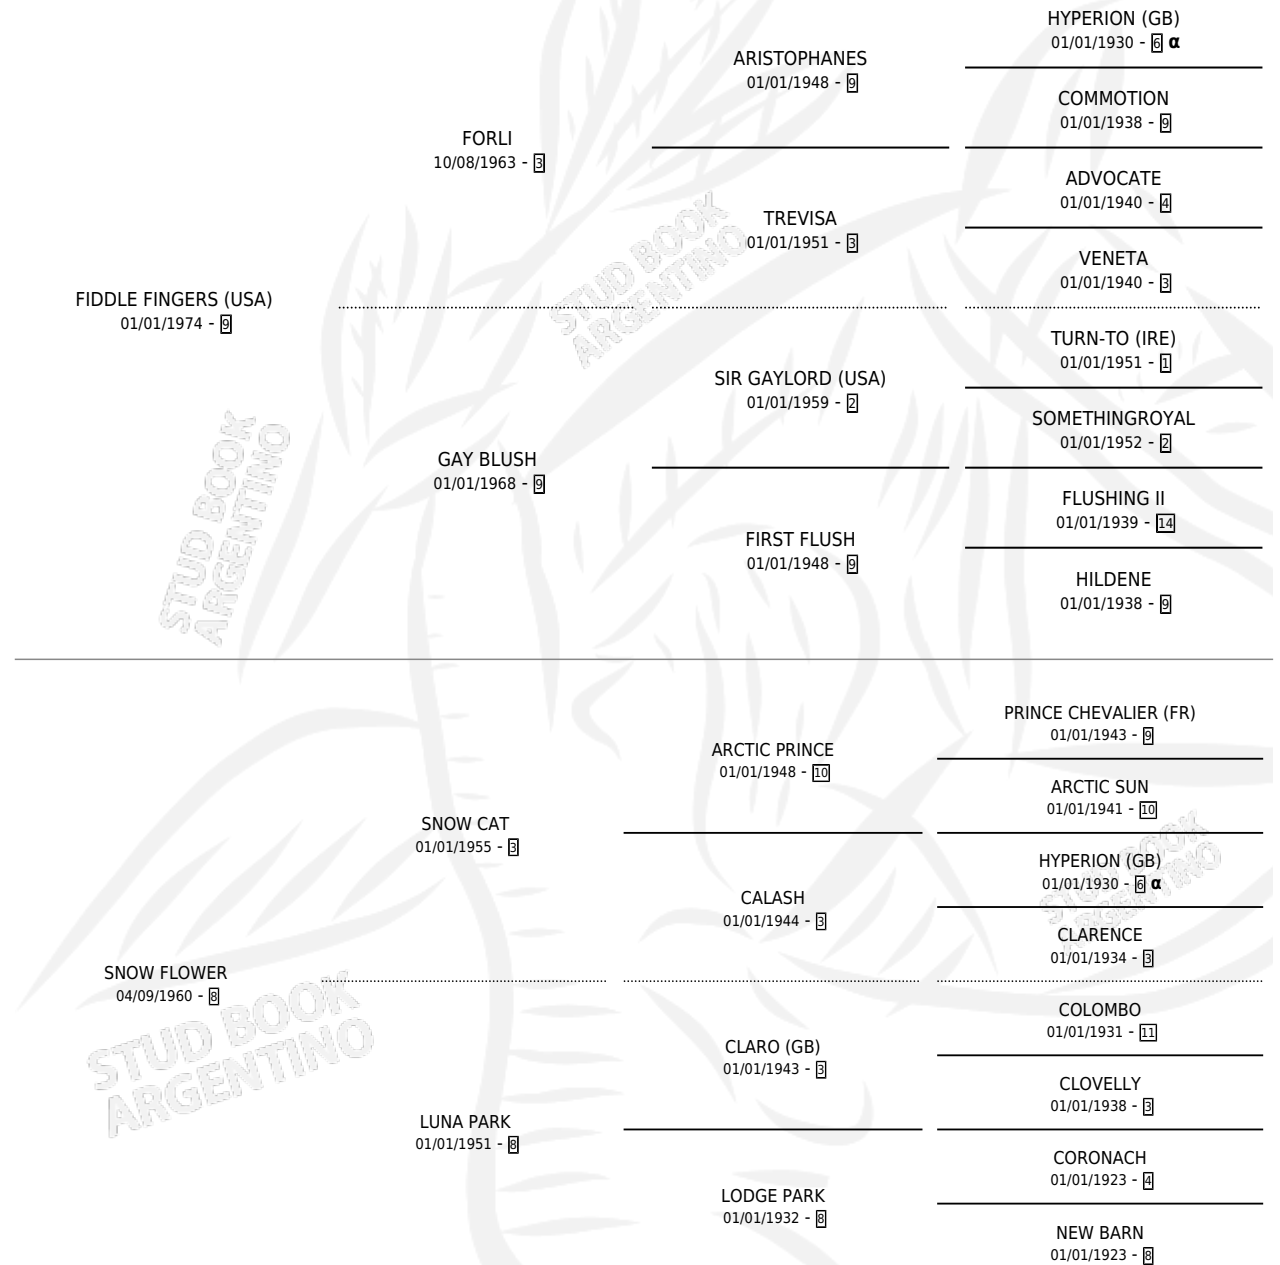 HYPERION (GB)
01/01/1930 - 6 α
ARISTOPHANES
01/01/1948 - 9
COMMOTION
01/01/1938 - 9
FORLI
10/08/1963 - 3
ADVOCATE
01/01/1940 - 4
TREVISA
01/01/1951 - 3
VENETA
01/01/1940 - 3
FIDDLE FINGERS (USA)
01/01/1974 - 9
TURN-TO (IRE)
01/01/1951 - 1
SIR GAYLORD (USA)
01/01/1959 - 2
SOMETHINGROYAL
01/01/1952 - 2
GAY BLUSH
01/01/1968 - 9
FLUSHING II
01/01/1939 - 14
FIRST FLUSH
01/01/1948 - 9
HILDENE
01/01/1938 - 9
PRINCE CHEVALIER (FR)
01/01/1943 - 9
ARCTIC PRINCE
01/01/1948 - 10
ARCTIC SUN
01/01/1941 - 10
SNOW CAT
01/01/1955 - 3
HYPERION (GB)
01/01/1930 - 6 α
CALASH
01/01/1944 - 3
CLARENCE
01/01/1934 - 3
SNOW FLOWER
04/09/1960 - 8
COLOMBO
01/01/1931 - 11
CLARO (GB)
01/01/1943 - 3
CLOVELLY
01/01/1938 - 3
LUNA PARK
01/01/1951 - 8
CORONACH
01/01/1923 - 4
LODGE PARK
01/01/1932 - 8
NEW BARN
01/01/1923 - 8
STUD BOOK
ARGENTINO
STUD BOOK
ARGENTINO
STUD BOOK
ARGENTINO
STUD BOOK
ARGENTINO